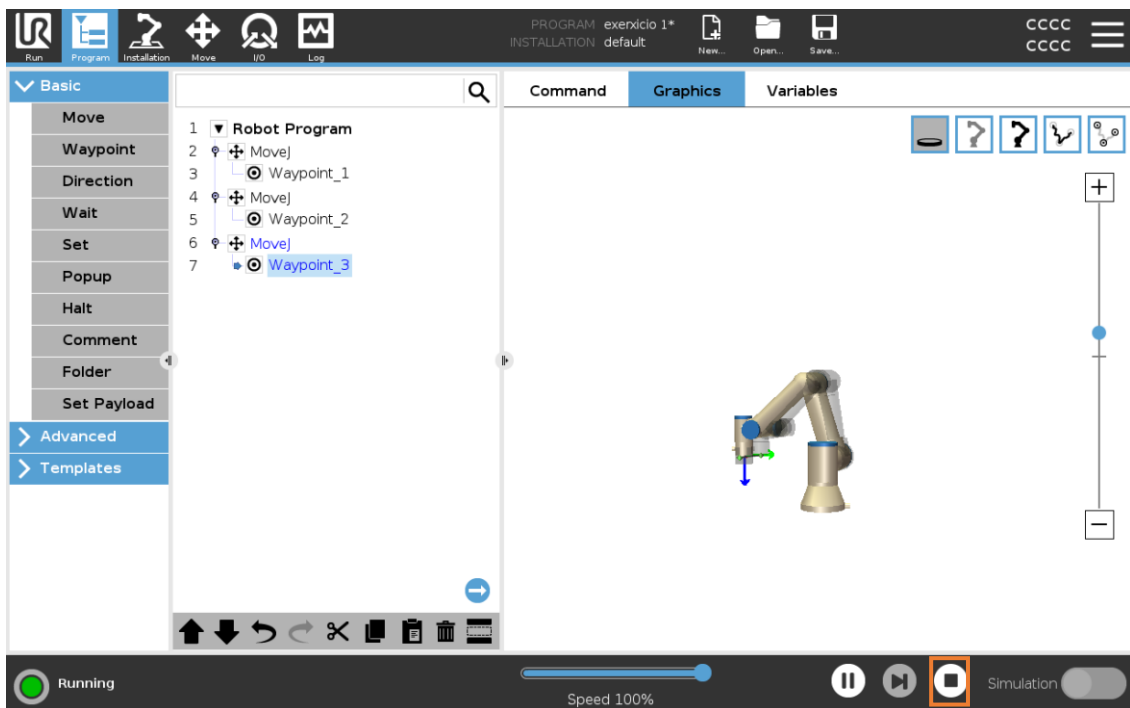 UR
PROGRAM exerxicio 1*
INSTALLATION default
CCCC
CCCC
Run Program Installation Move I/O Log New... Open... Save...
Basic
Move
Waypoint
Direction
Wait
Set
Popup
Halt
Comment
Folder
Set Payload
Advanced
Templates
1 Robot Program
2 MoveJ
3 Waypoint_1
4 MoveJ
5 Waypoint_2
6 MoveJ
7 Waypoint_3
Command Graphics Variables
Running
Speed 100%
Simulation